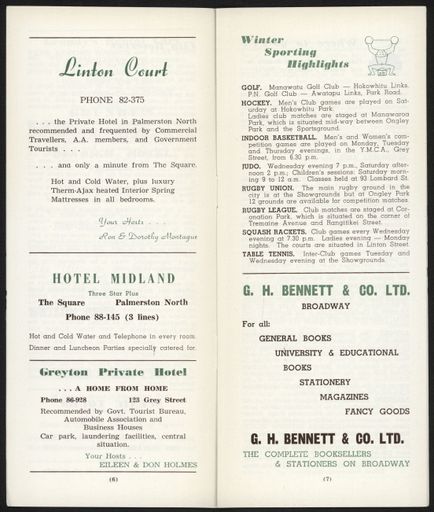 Linton Court
PHONE 82-375
. . . the Private Hotel in Palmerston North
recommended and frequented by Commercial
Travellers, A.A. members, and Government
Tourists . . .
. . . and only a minute from The Square.
Hot and Cold Water, plus luxury
Therm-Ajax heated Interior Spring
Mattresses in all bedrooms.
Your Hosts . . . .
Ron & Dorothy Montague
HOTEL MIDLAND
Three Star Plus
The Square Palmerston North
Phone 88-145 (3 lines)
Hot and Cold Water and Telephone in every room.
Dinner and Luncheon Parties specially catered for.
Greyton Private Hotel
. . . A HOME FROM HOME
Phone 86-928 123 Grey Street
Recommended by Govt. Tourist Bureau,
Automobile Association and
Business Houses
Car park, laundering facilities, central
situation.
Your Hosts . . .
EILEEN & DON HOLMES
(6)
Winter
Sporting
Highlights
GOLF. Manawatu Golf Club — Hokowhitu Links.
P.N. Golf Club — Awatapu Links, Park Road.
HOCKEY. Men's Club games are played on Sat-
urday at Hokowhitu Park.
Ladies club matches are staged at Manawaroa
Park, which is situated mid-way between Ongley
Park and the Sportsground.
INDOOR BASKETBALL. Men's and Women's com-
petition games are played on Monday, Tuesday
and Thursday evenings, in the Y.M.C.A., Grey
Street, from 6.30 p.m.
JUDO. Wednesday evening 7 p.m., Saturday after-
noon 2 p.m.; Children's sessions: Saturday morn-
ing 9 to 12 a.m. Classes held at 93 Lombard St.
RUGBY UNION. The main rugby ground in the
city is at the Showgrounds but at Ongley Park
12 grounds are available for competition matches.
RUGBY LEAGUE. Club matches are staged at Cor-
onation Park, which is situated on the corner of
Tremaine Avenue and Rangitikei Street.
SQUASH RACKETS. Club games every Wednesday
evening at 7.30 p.m. Ladies evening — Monday
nights. The courts are situated in Linton Street.
TABLE TENNIS. Inter-Club games Tuesday and
Wednesday evening at the Showgrounds.
G. H. BENNETT & CO. LTD.
BROADWAY
For all:
GENERAL BOOKS
UNIVERSITY & EDUCATIONAL
BOOKS
STATIONERY
MAGAZINES
FANCY GOODS
G. H. BENNETT & CO. LTD.
THE COMPLETE BOOKSELLERS
& STATIONERS ON BROADWAY
(7)